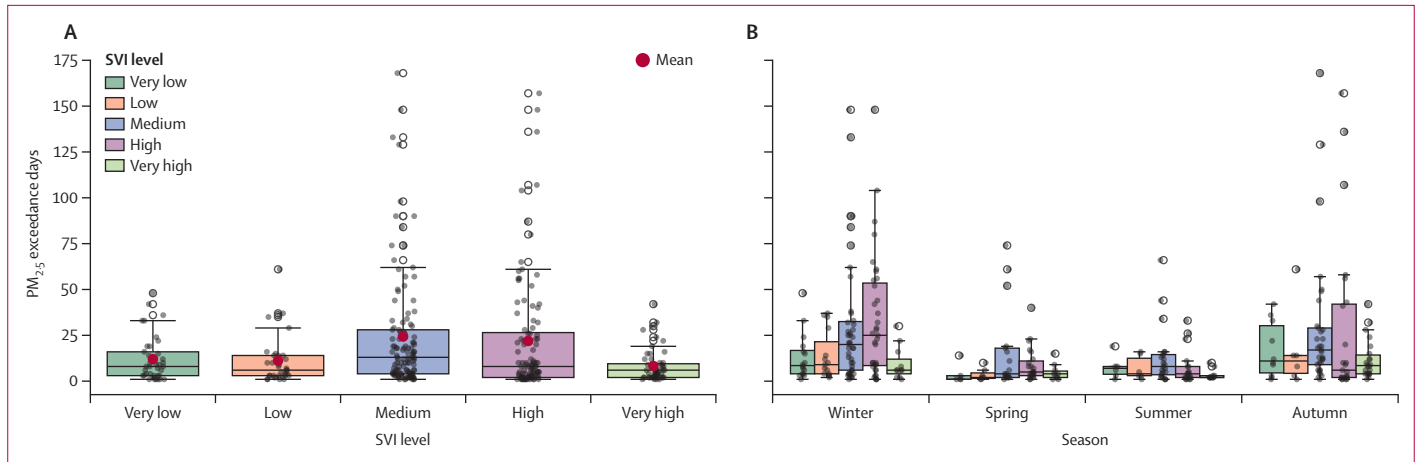 A
B
SVI level
Very low
Low
Medium
High
Very high
Mean
175
150
125
100
75
50
25
0
PM2·5 exceedance days
Very low Low Medium High Very high
SVI level
Winter Spring Summer Autumn
Season